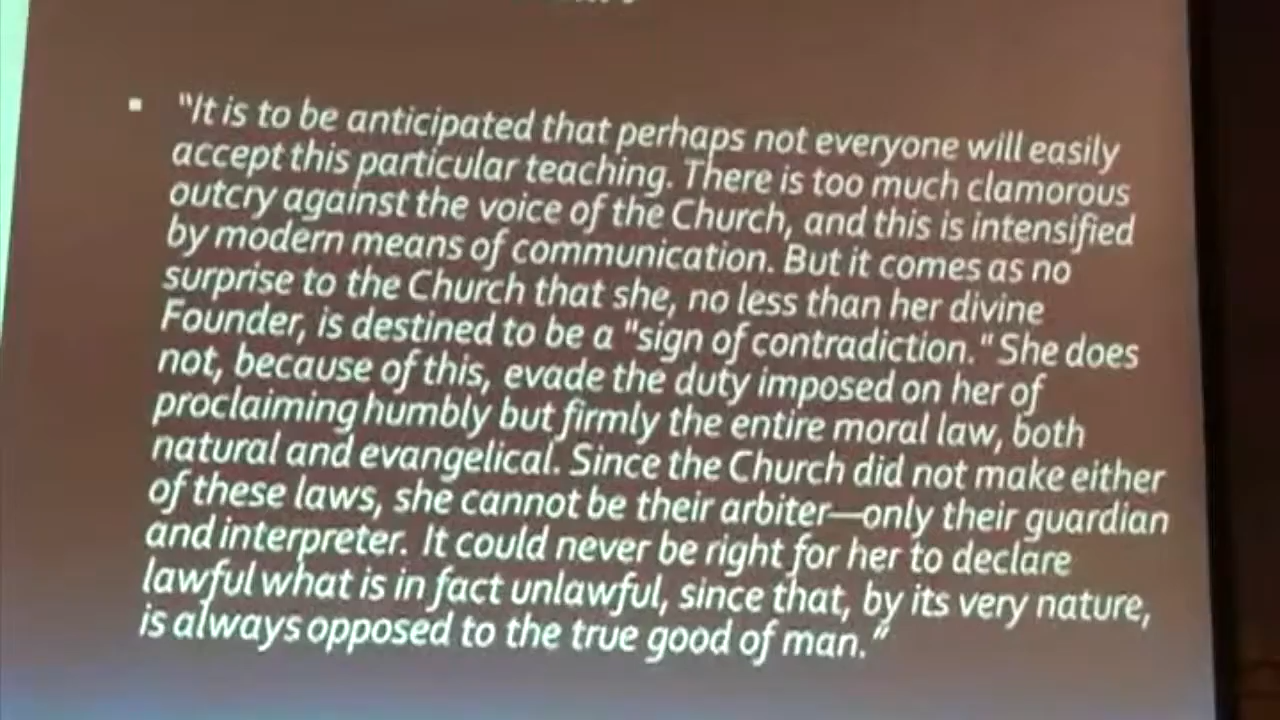 ▪ "It is to be anticipated that perhaps not everyone will easily
accept this particular teaching. There is too much clamorous
outcry against the voice of the Church, and this is intensified
by modern means of communication. But it comes as no
surprise to the Church that she, no less than her divine
Founder, is destined to be a "sign of contradiction." She does
not, because of this, evade the duty imposed on her of
proclaiming humbly but firmly the entire moral law, both
natural and evangelical. Since the Church did not make either
of these laws, she cannot be their arbiter—only their guardian
and interpreter. It could never be right for her to declare
lawful what is in fact unlawful, since that, by its very nature,
is always opposed to the true good of man."